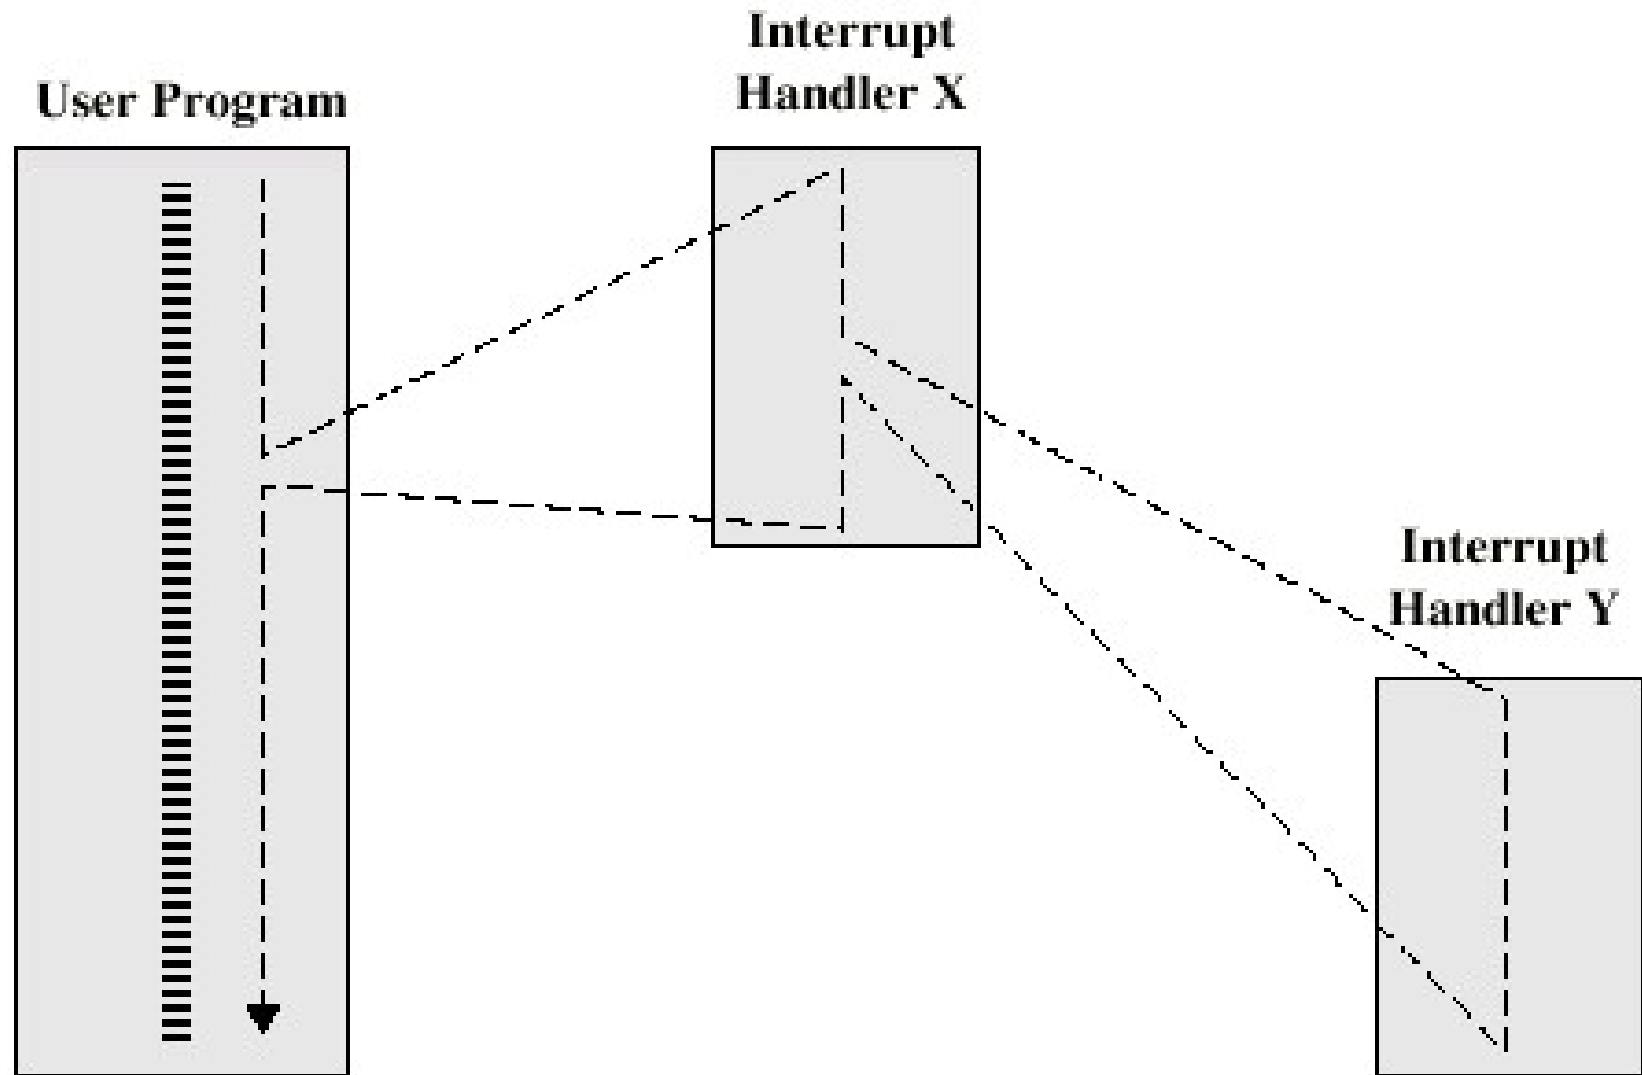 User Program
Interrupt
Handler X
Interrupt
Handler Y